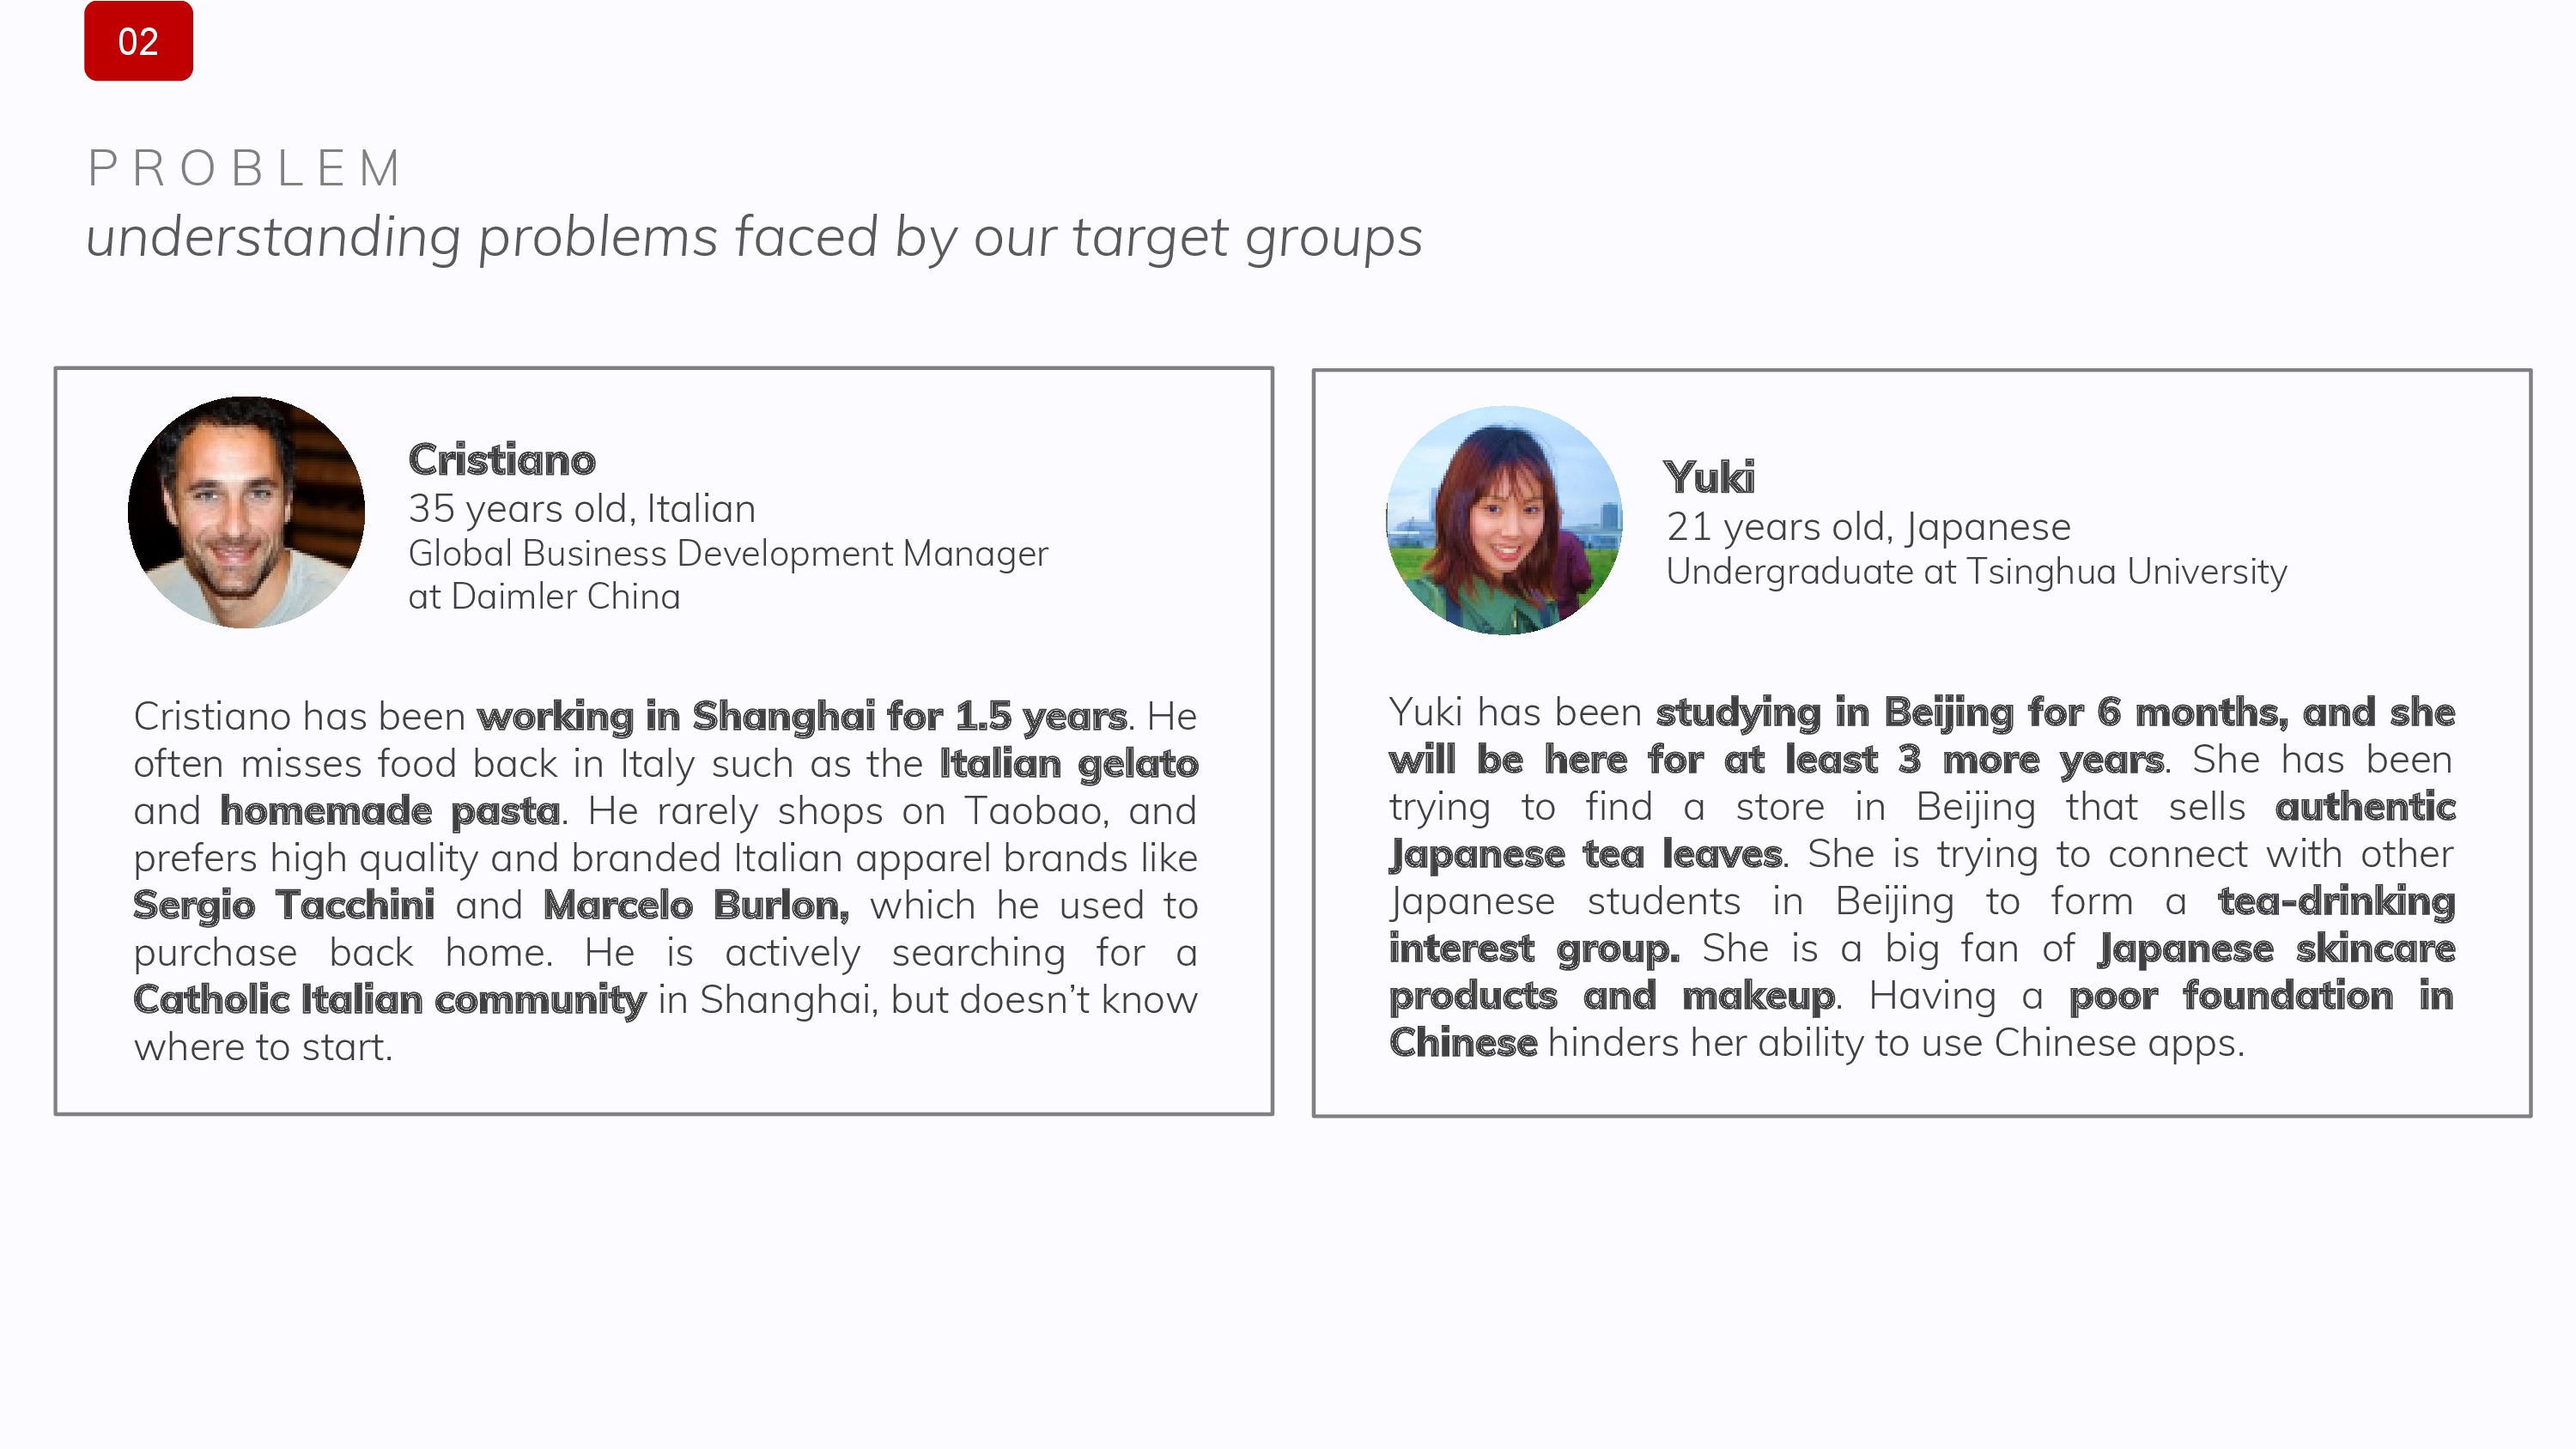 02
PROBLEM
understanding problems faced by our target groups
Cristiano
35 years old, Italian
Global Business Development Manager
at Daimler China
Cristiano has been working in Shanghai for 1.5 years. He
often misses food back in Italy such as the Italian gelato
and homemade pasta. He rarely shops on Taobao, and
prefers high quality and branded Italian apparel brands like
Sergio Tacchini and Marcelo Burlon, which he used to
purchase back home. He is actively searching for a
Catholic Italian community in Shanghai, but doesn’t know
where to start.
Yuki
21 years old, Japanese
Undergraduate at Tsinghua University
Yuki has been studying in Beijing for 6 months, and she
will be here for at least 3 more years. She has been
trying to find a store in Beijing that sells authentic
Japanese tea leaves. She is trying to connect with other
Japanese students in Beijing to form a tea-drinking
interest group. She is a big fan of Japanese skincare
products and makeup. Having a poor foundation in
Chinese hinders her ability to use Chinese apps.